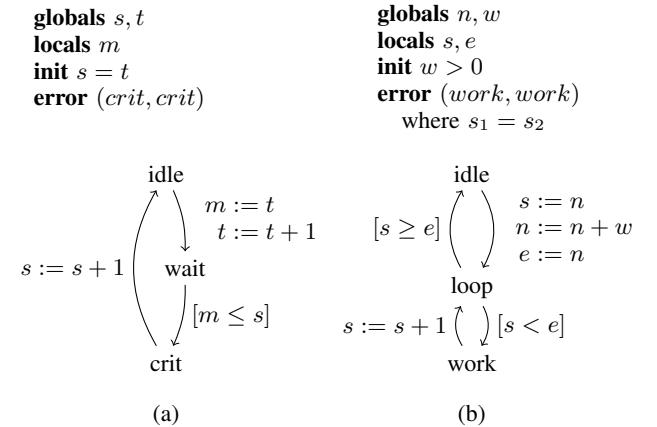 globals s, t
locals m
init s = t
error (crit, crit)
idle
m := t
t := t + 1
s := s + 1
wait
[m ≤ s]
crit
(a)
globals n, w
locals s, e
init w > 0
error (work, work)
where s₁ = s₂
idle
[s ≥ e]
s := n
n := n + w
e := n
loop
s := s + 1
[s < e]
work
(b)